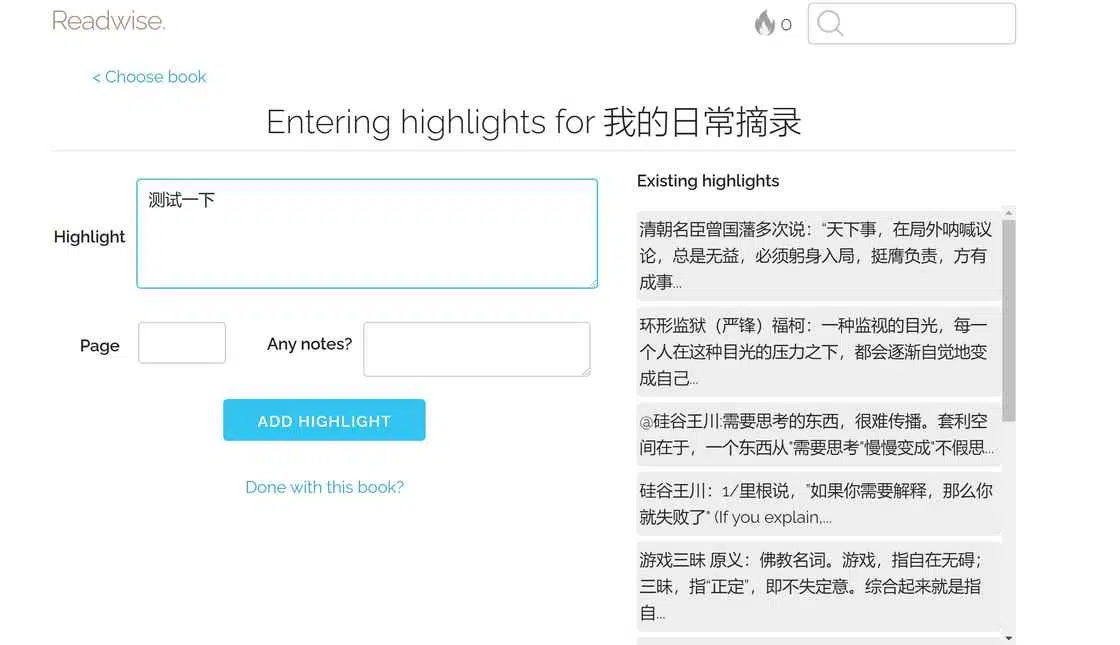 Readwise.
0
< Choose book
Entering highlights for 我的日常摘录
Highlight
测试一下
Page
Any notes?
ADD HIGHLIGHT
Done with this book?
Existing highlights
清朝名臣曾国藩多次说：“天下事，在局外呐喊议
论，总是无益，必须躬身入局，挺膺负责，方有
成事...
环形监狱（严锋）福柯：一种监视的目光，每一
个人在这种目光的压力之下，都会逐渐自觉地变
成自己...
@硅谷王川:需要思考的东西，很难传播。套利空
间在于，一个东西从"需要思考"慢慢变成"不假思...
硅谷王川：1/里根说，"如果你需要解释，那么你
就失败了" (If you explain,...
游戏三昧 原义：佛教名词。游戏，指自在无碍；
三昧，指“正定”，即不失定意。综合起来就是指
自...